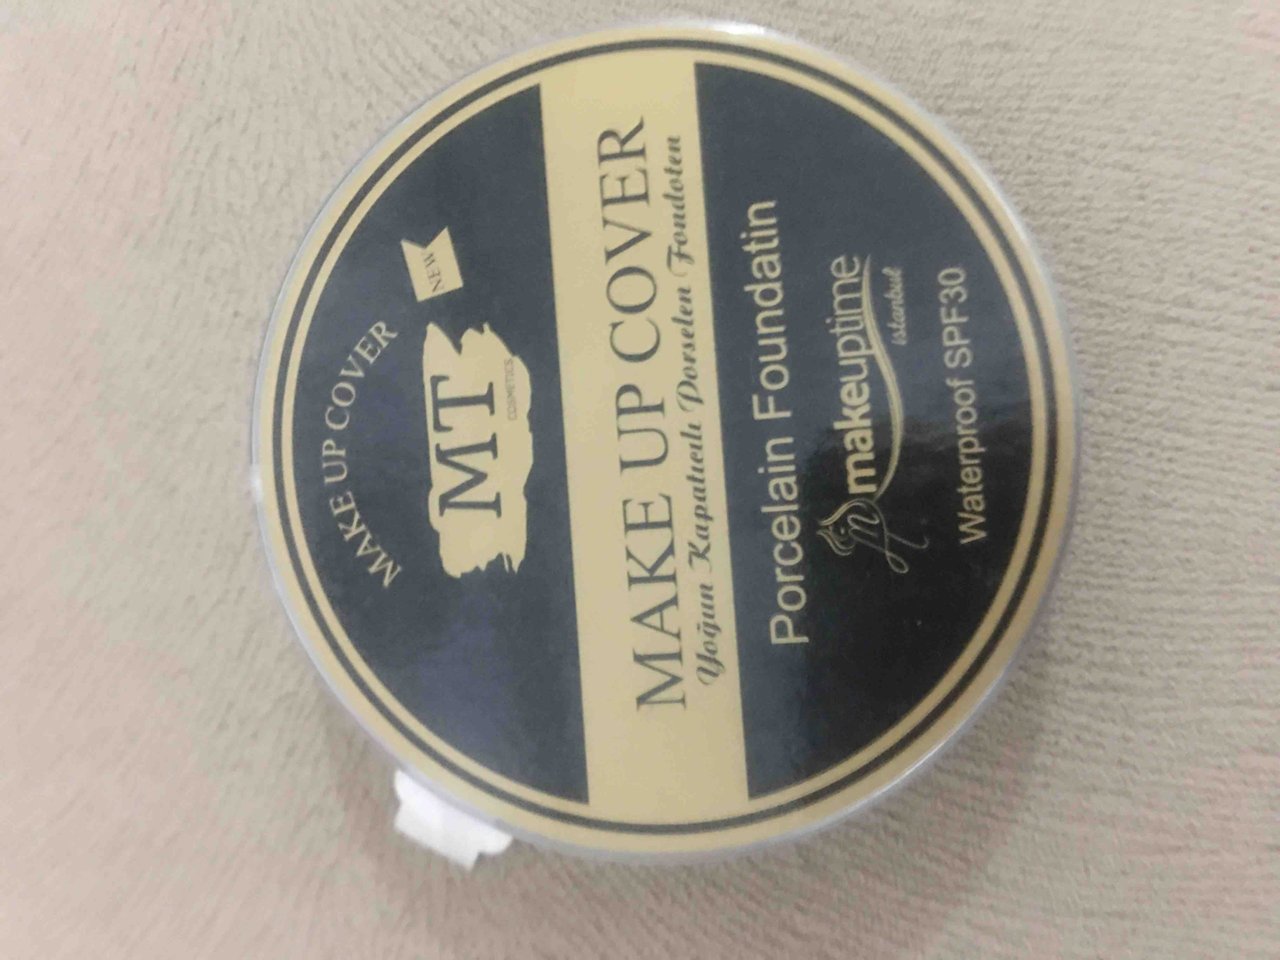 MAKE UP COVER
NEW
MT
COSMETICS
MAKE UP COVER
Yoğun Kapatıcılı Porselen Fondoten
Porcelain Foundatin
makeuptime
istanbul
Waterproof SPF30